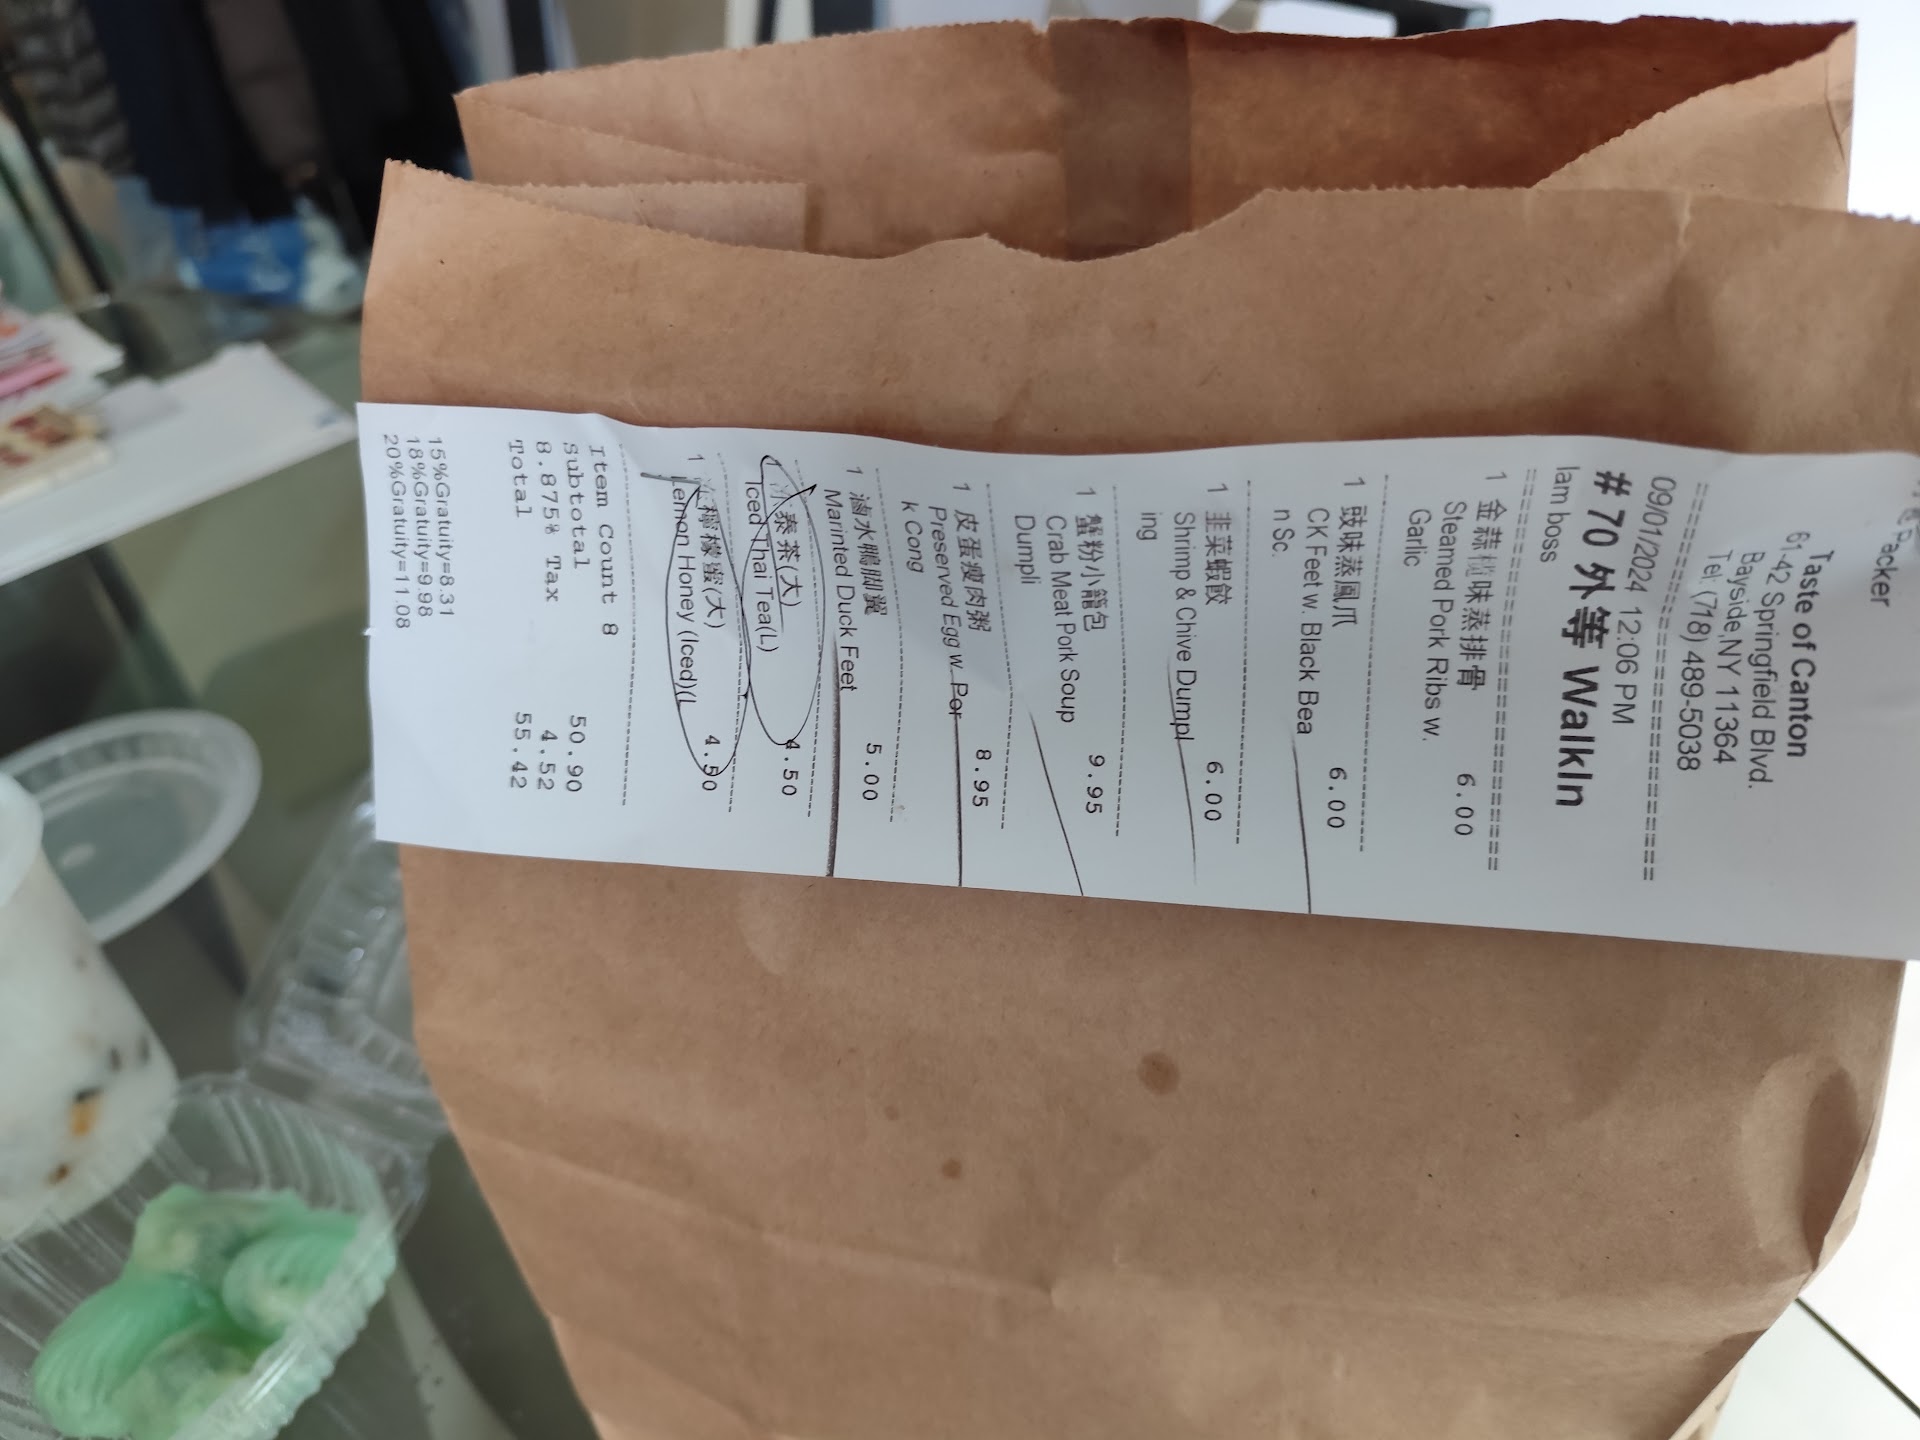 Packer
Taste of Canton
61-42 Springfield Blvd.
Bayside,NY 11364
Tel: (718) 489-5038
==============================
09/01/2024 12:06 PM
# 70 外等 WalkIn
Iam boss
==============================
1 金蒜欖味蒸排骨 6.00
Steamed Pork Ribs w.
Garlic
1 豉味蒸鳳爪 6.00
CK Feet w. Black Bea
n Sc.
1 韭菜蝦餃 6.00
Shrimp & Chive Dumpl
ing
1 蟹粉小籠包 9.95
Crab Meat Pork Soup
Dumpli
1 皮蛋瘦肉粥 8.95
Preserved Egg w. Por
k Cong
1 滷水鴨脚翼 5.00
Marinted Duck Feet
1 冻泰茶(大) 4.50
Iced Thai Tea(L)
1 冻檸檬蜜(大) 4.50
Lemon Honey (Iced)(L
Item Count 8
Subtotal 50.90
8.875% Tax 4.52
Total 55.42
15%Gratuity=8.31
18%Gratuity=9.98
20%Gratuity=11.08